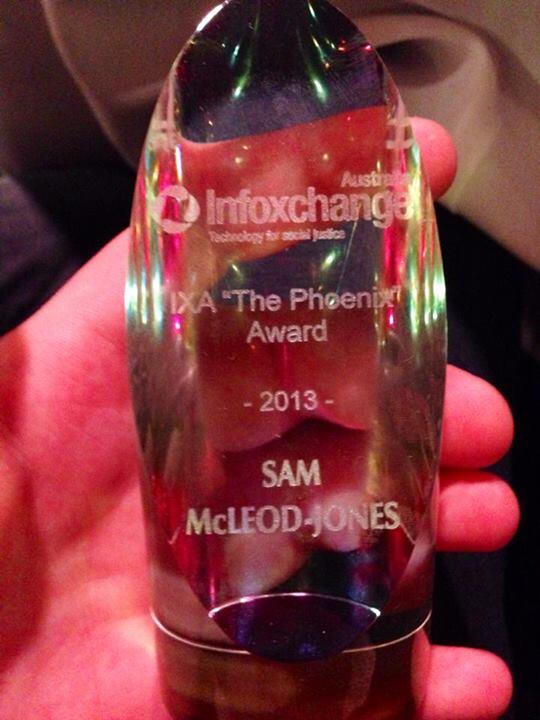 Australia
Infoxchange
Technology for social justice
IXA "The Phoenix"
Award
- 2013 -
SAM
McLEOD-JONES